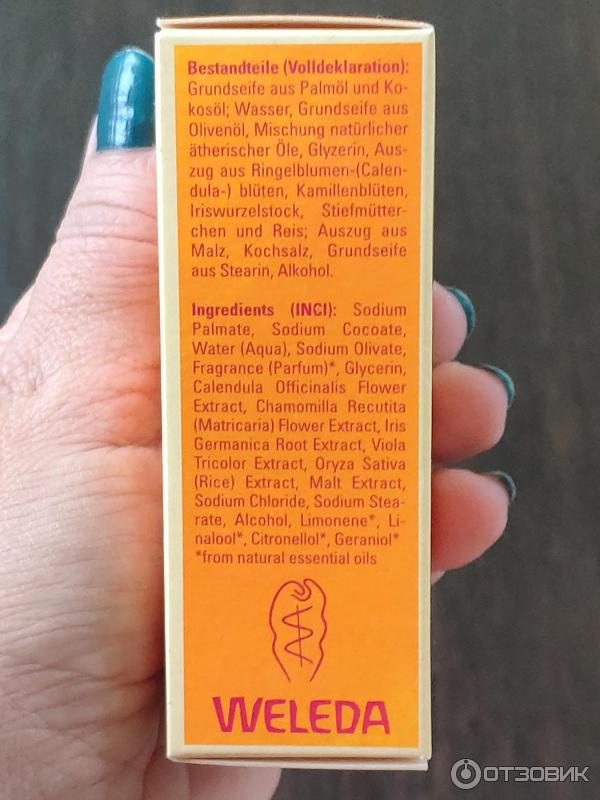 Bestandteile (Volldeklaration):
Grundseife aus Palmöl und Ko-
kosöl; Wasser, Grundseife aus
Olivenöl, Mischung natürlicher
ätherischer Öle, Glyzerin, Aus-
zug aus Ringelblumen-(Calen-
dula-) blüten, Kamillenblüten,
Iriswurzelstock, Stiefmütter-
chen und Reis; Auszug aus
Malz, Kochsalz, Grundseife
aus Stearin, Alkohol.
Ingredients (INCI): Sodium
Palmate, Sodium Cocoate,
Water (Aqua), Sodium Olivate,
Fragrance (Parfum)*, Glycerin,
Calendula Officinalis Flower
Extract, Chamomilla Recutita
(Matricaria) Flower Extract, Iris
Germanica Root Extract, Viola
Tricolor Extract, Oryza Sativa
(Rice) Extract, Malt Extract,
Sodium Chloride, Sodium Stea-
rate, Alcohol, Limonene*, Li-
nalool*, Citronellol*, Geraniol*
*from natural essential oils
WELEDA
ОТЗОВИК